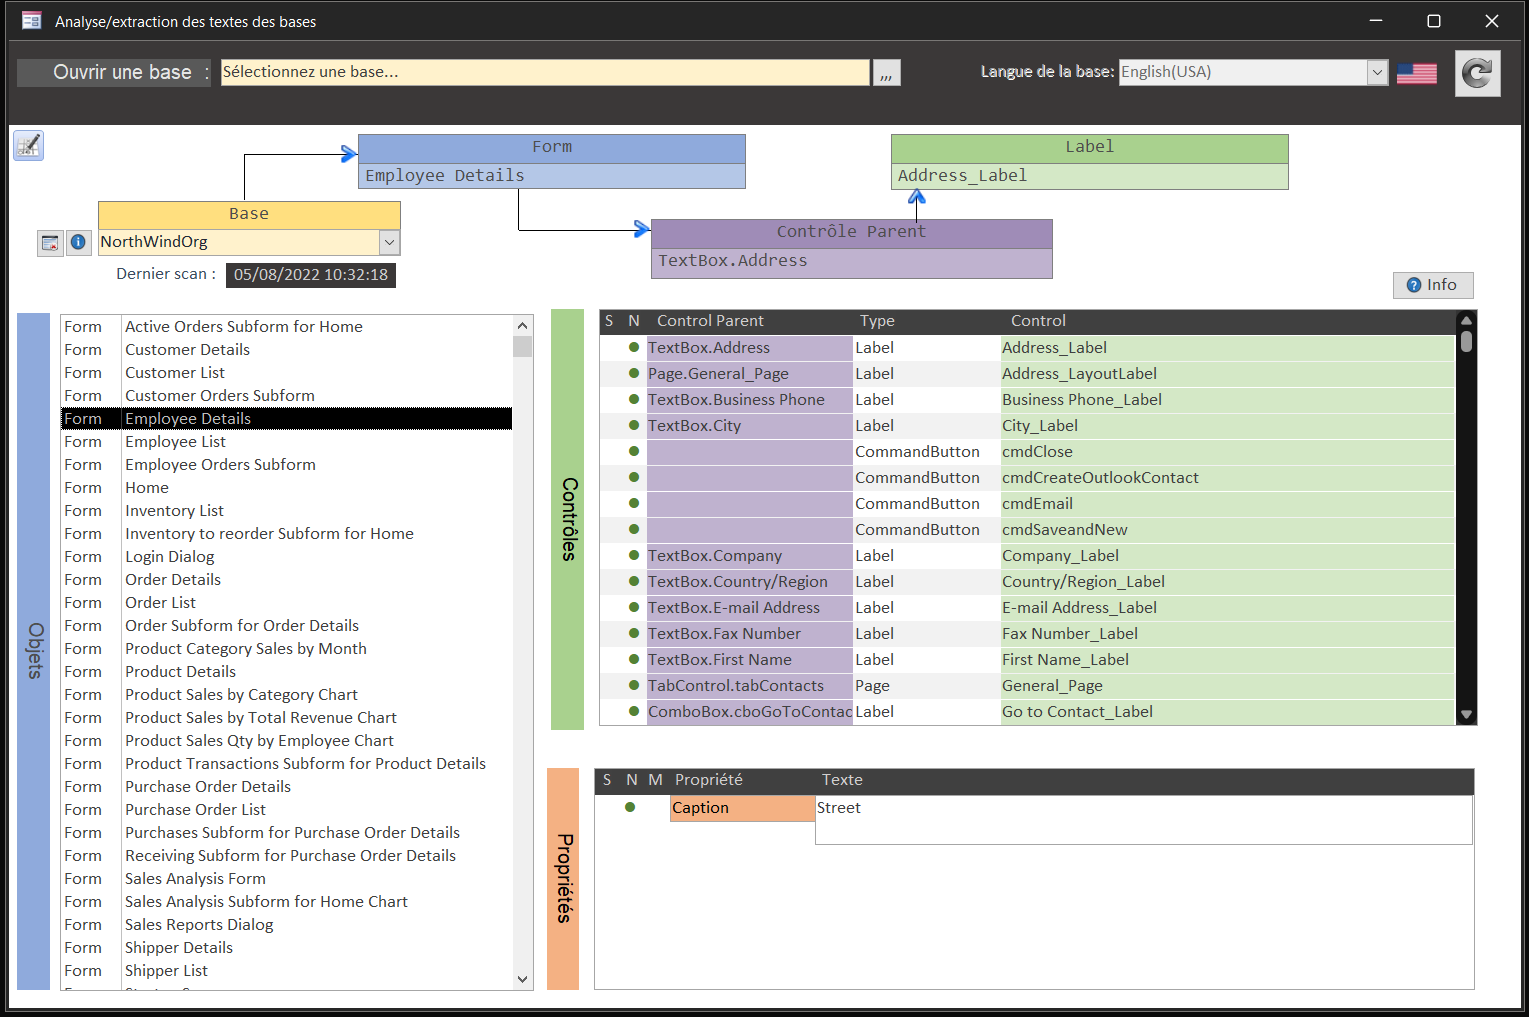 Analyse/extraction des textes des bases
Ouvrir une base :
Sélectionnez une base...
,,,
Langue de la base:
English(USA)
Form
Employee Details
Label
Address_Label
Base
NorthWindOrg
Contrôle Parent
TextBox.Address
Dernier scan :
05/08/2022 10:32:18
Info
Objets
Form Active Orders Subform for Home
Form Customer Details
Form Customer List
Form Customer Orders Subform
Form Employee Details
Form Employee List
Form Employee Orders Subform
Form Home
Form Inventory List
Form Inventory to reorder Subform for Home
Form Login Dialog
Form Order Details
Form Order List
Form Order Subform for Order Details
Form Product Category Sales by Month
Form Product Details
Form Product Sales by Category Chart
Form Product Sales by Total Revenue Chart
Form Product Sales Qty by Employee Chart
Form Product Transactions Subform for Product Details
Form Purchase Order Details
Form Purchase Order List
Form Purchases Subform for Purchase Order Details
Form Receiving Subform for Purchase Order Details
Form Sales Analysis Form
Form Sales Analysis Subform for Home Chart
Form Sales Reports Dialog
Form Shipper Details
Form Shipper List
Contrôles
S N Control Parent Type Control
TextBox.Address Label Address_Label
Page.General_Page Label Address_LayoutLabel
TextBox.Business Phone Label Business Phone_Label
TextBox.City Label City_Label
CommandButton cmdClose
CommandButton cmdCreateOutlookContact
CommandButton cmdEmail
CommandButton cmdSaveandNew
TextBox.Company Label Company_Label
TextBox.Country/Region Label Country/Region_Label
TextBox.E-mail Address Label E-mail Address_Label
TextBox.Fax Number Label Fax Number_Label
TextBox.First Name Label First Name_Label
TabControl.tabContacts Page General_Page
ComboBox.cboGoToContac Label Go to Contact_Label
Propriétés
S N M Propriété Texte
Caption Street